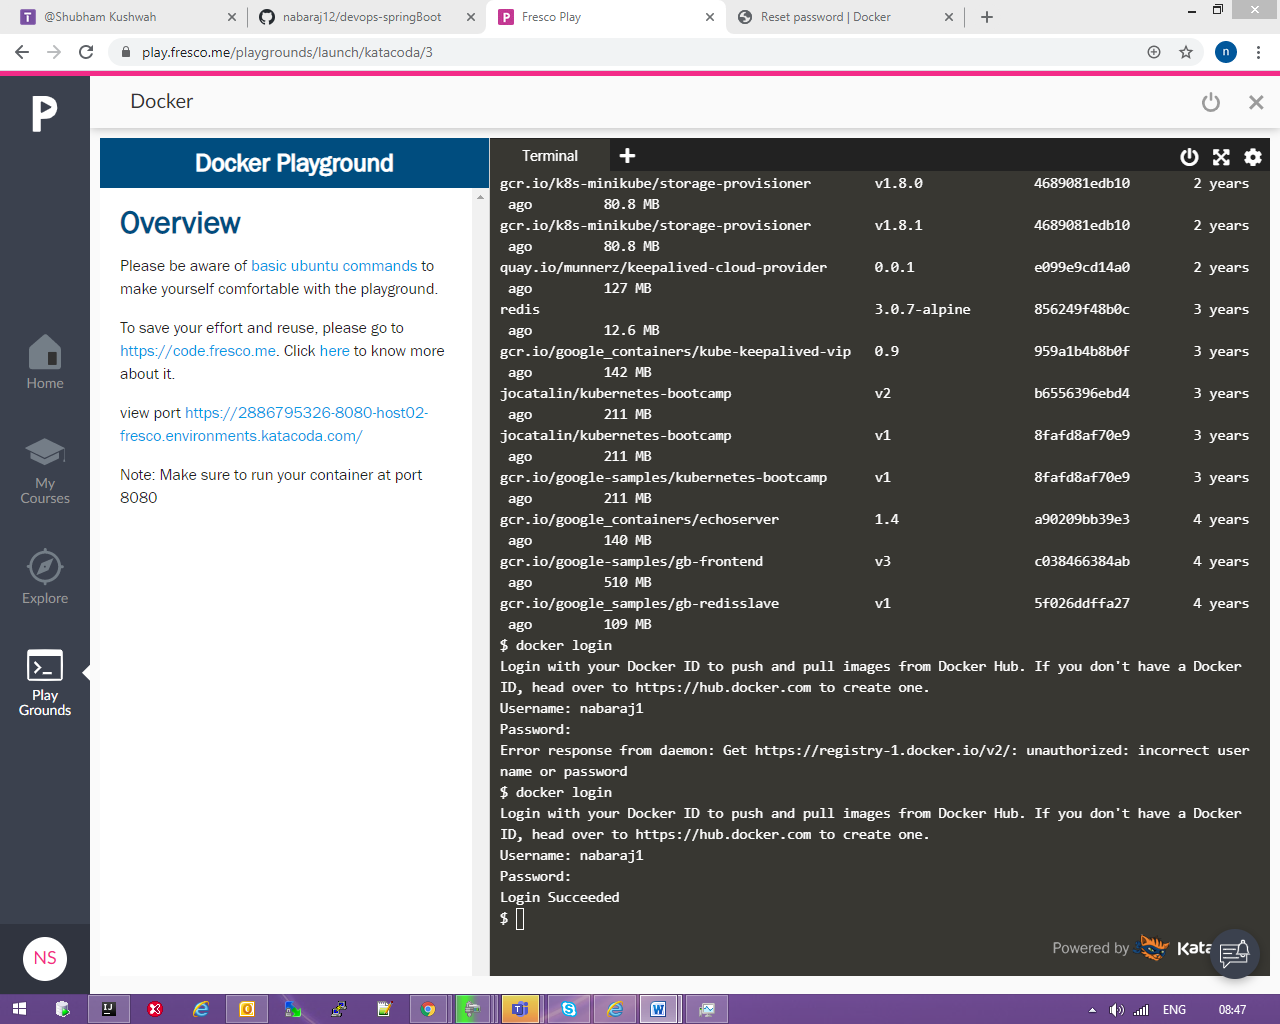 @Shubham Kushwah
nabaraj12/devops-springBoot
Fresco Play
Reset password | Docker
play.fresco.me/playgrounds/launch/katacoda/3
n
P
Docker
Docker Playground
Overview
Please be aware of basic ubuntu commands to
make yourself comfortable with the playground.
To save your effort and reuse, please go to
https://code.fresco.me. Click here to know more
about it.
view port https://2886795326-8080-host02-
fresco.environments.katacoda.com/
Note: Make sure to run your container at port
8080
Home
My
Courses
Explore
Play
Grounds
NS
Terminal
gcr.io/k8s-minikube/storage-provisioner v1.8.0 4689081edb10 2 years
ago 80.8 MB
gcr.io/k8s-minikube/storage-provisioner v1.8.1 4689081edb10 2 years
ago 80.8 MB
quay.io/munnerz/keepalived-cloud-provider 0.0.1 e099e9cd14a0 2 years
ago 127 MB
redis 3.0.7-alpine 856249f48b0c 3 years
ago 12.6 MB
gcr.io/google_containers/kube-keepalived-vip 0.9 959a1b4b8b0f 3 years
ago 142 MB
jocatalin/kubernetes-bootcamp v2 b6556396ebd4 3 years
ago 211 MB
jocatalin/kubernetes-bootcamp v1 8fafd8af70e9 3 years
ago 211 MB
gcr.io/google-samples/kubernetes-bootcamp v1 8fafd8af70e9 3 years
ago 211 MB
gcr.io/google_containers/echoserver 1.4 a90209bb39e3 4 years
ago 140 MB
gcr.io/google-samples/gb-frontend v3 c038466384ab 4 years
ago 510 MB
gcr.io/google_samples/gb-redisslave v1 5f026ddffa27 4 years
ago 109 MB
$ docker login
Login with your Docker ID to push and pull images from Docker Hub. If you don't have a Docker
ID, head over to https://hub.docker.com to create one.
Username: nabaraj1
Password:
Error response from daemon: Get https://registry-1.docker.io/v2/: unauthorized: incorrect user
name or password
$ docker login
Login with your Docker ID to push and pull images from Docker Hub. If you don't have a Docker
ID, head over to https://hub.docker.com to create one.
Username: nabaraj1
Password:
Login Succeeded
$
Powered by Kata
ENG 08:47